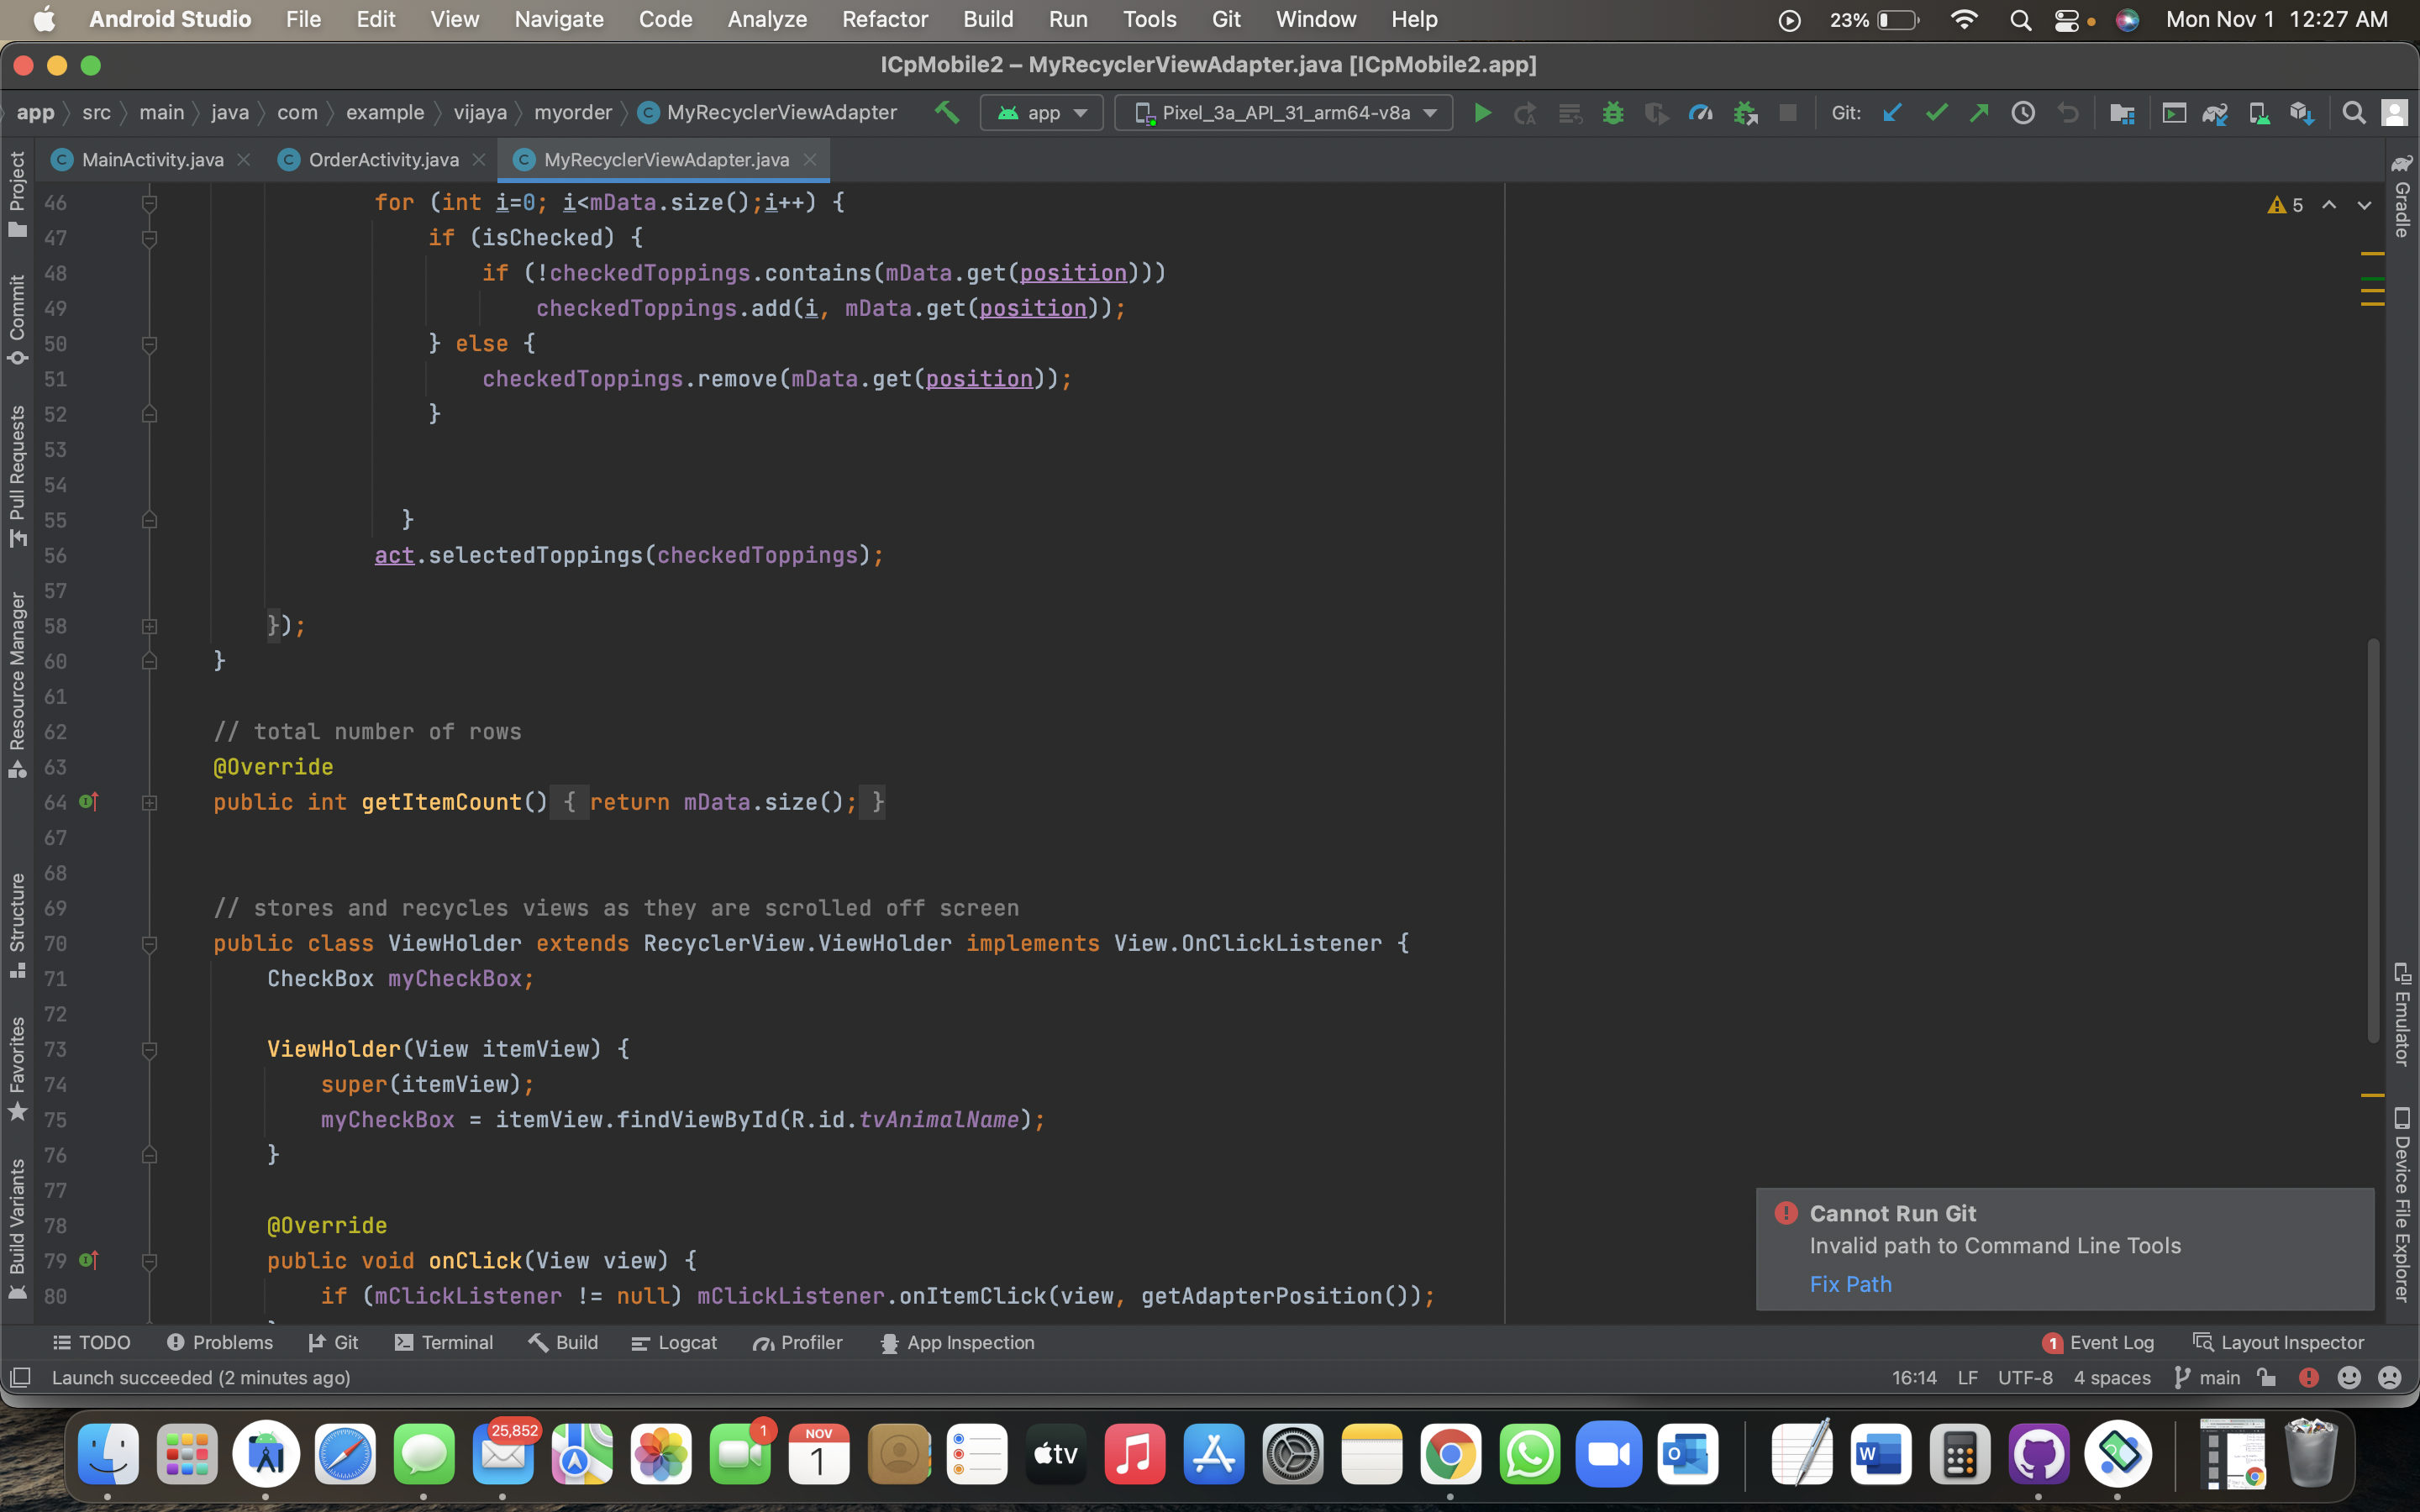 Android Studio File Edit View Navigate Code Analyze Refactor Build Run Tools Git Window Help 23% Mon Nov 1 12:27 AM
ICpMobile2 – MyRecyclerViewAdapter.java [ICpMobile2.app]
app src main java com example vijaya myorder MyRecyclerViewAdapter app Pixel_3a_API_31_arm64-v8a Git:
MainActivity.java OrderActivity.java MyRecyclerViewAdapter.java
Project
Commit
Pull Requests
Resource Manager
Structure
Favorites
Build Variants
5
46 for (int i=0; i<mData.size();i++) {
47 if (isChecked) {
48 if (!checkedToppings.contains(mData.get(position)))
49 checkedToppings.add(i, mData.get(position));
50 } else {
51 checkedToppings.remove(mData.get(position));
52 }
53
54
55 }
56 act.selectedToppings(checkedToppings);
57
58 });
60 }
61
62 // total number of rows
63 @Override
64 public int getItemCount() { return mData.size(); }
67
68
69 // stores and recycles views as they are scrolled off screen
70 public class ViewHolder extends RecyclerView.ViewHolder implements View.OnClickListener {
71 CheckBox myCheckBox;
72
73 ViewHolder(View itemView) {
74 super(itemView);
75 myCheckBox = itemView.findViewById(R.id.tvAnimalName);
76 }
77
78 @Override
79 public void onClick(View view) {
80 if (mClickListener != null) mClickListener.onItemClick(view, getAdapterPosition());
Gradle
Emulator
Device File Explorer
Cannot Run Git
Invalid path to Command Line Tools
Fix Path
TODO Problems Git Terminal Build Logcat Profiler App Inspection 1 Event Log Layout Inspector
Launch succeeded (2 minutes ago) 16:14 LF UTF-8 4 spaces main
25,852
1
NOV
1
tv
W
O